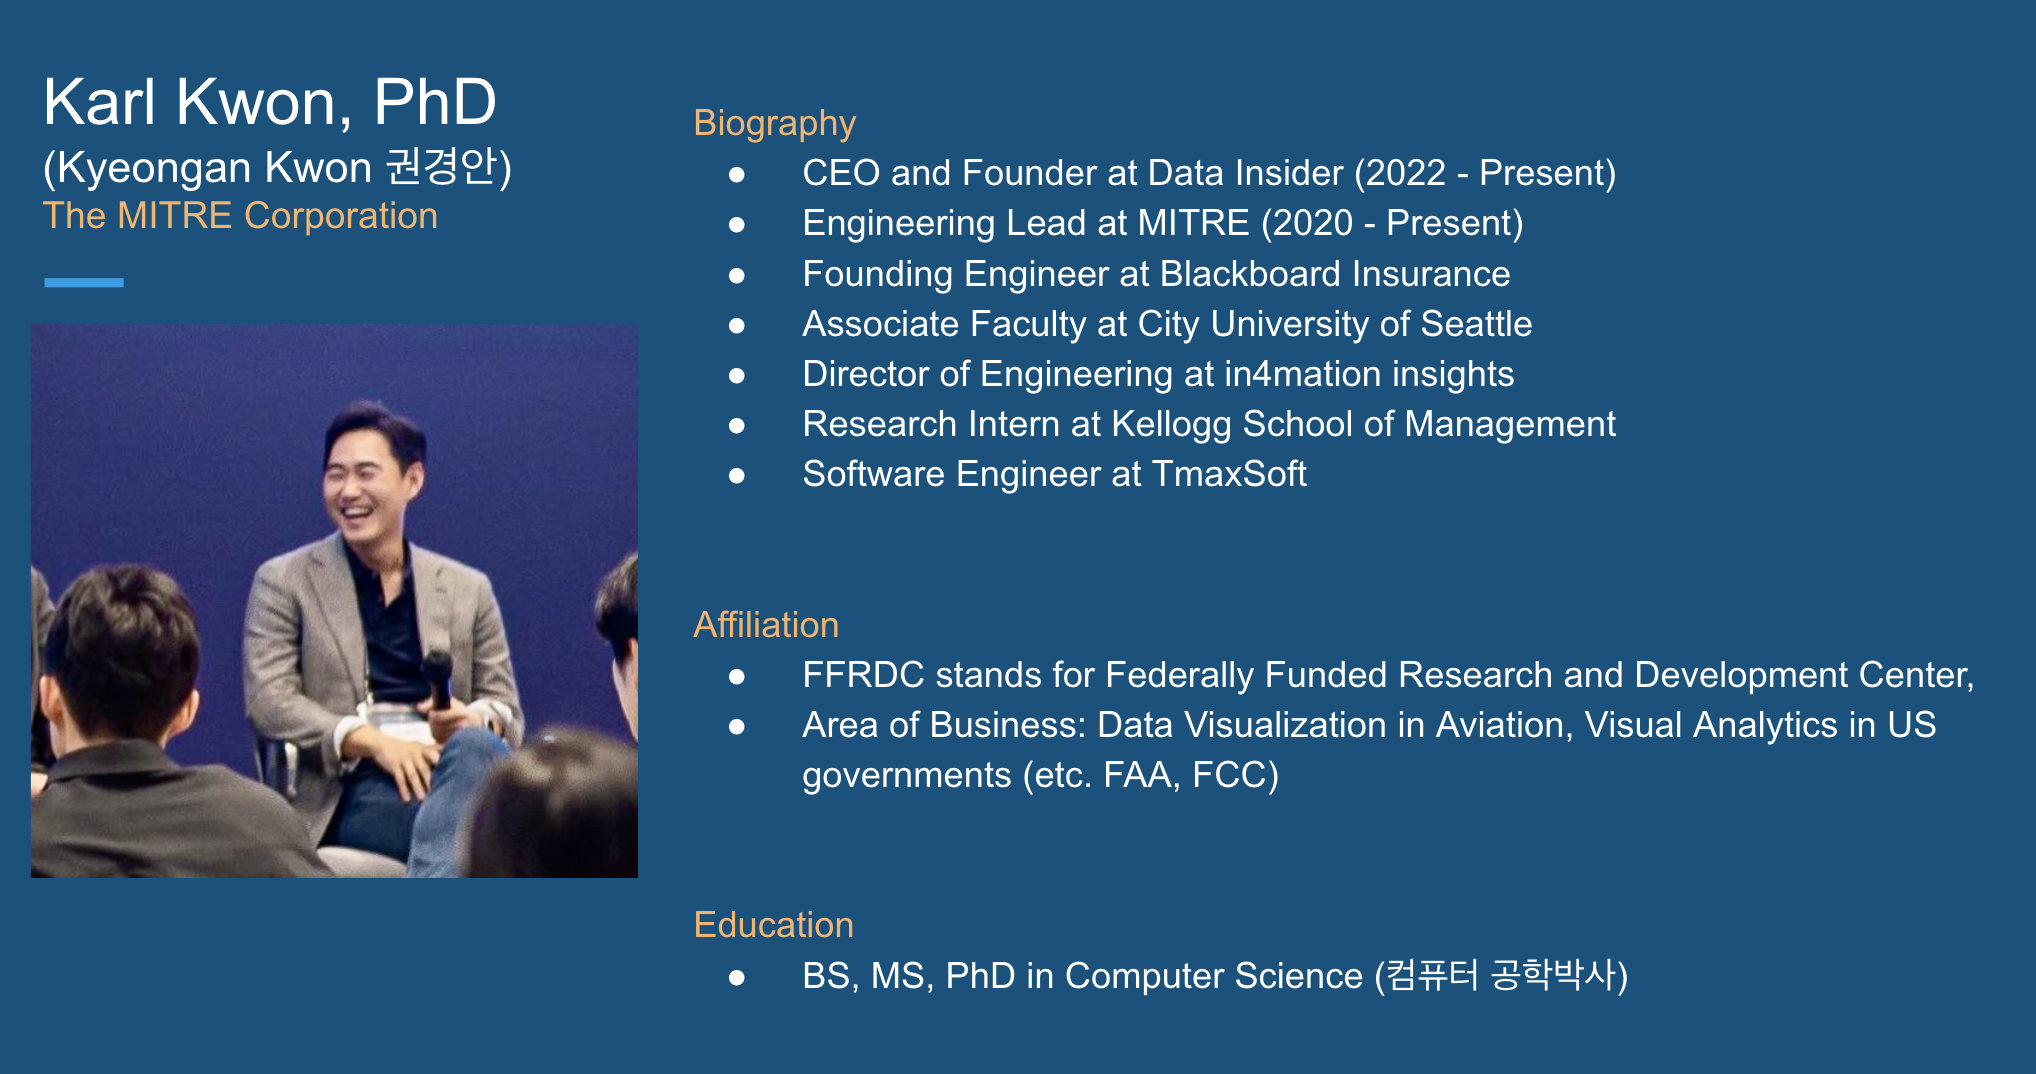 Karl Kwon, PhD
(Kyeongan Kwon 권경안)
The MITRE Corporation
Biography
● CEO and Founder at Data Insider (2022 - Present)
● Engineering Lead at MITRE (2020 - Present)
● Founding Engineer at Blackboard Insurance
● Associate Faculty at City University of Seattle
● Director of Engineering at in4mation insights
● Research Intern at Kellogg School of Management
● Software Engineer at TmaxSoft
Affiliation
● FFRDC stands for Federally Funded Research and Development Center,
● Area of Business: Data Visualization in Aviation, Visual Analytics in US
governments (etc. FAA, FCC)
Education
● BS, MS, PhD in Computer Science (컴퓨터 공학박사)